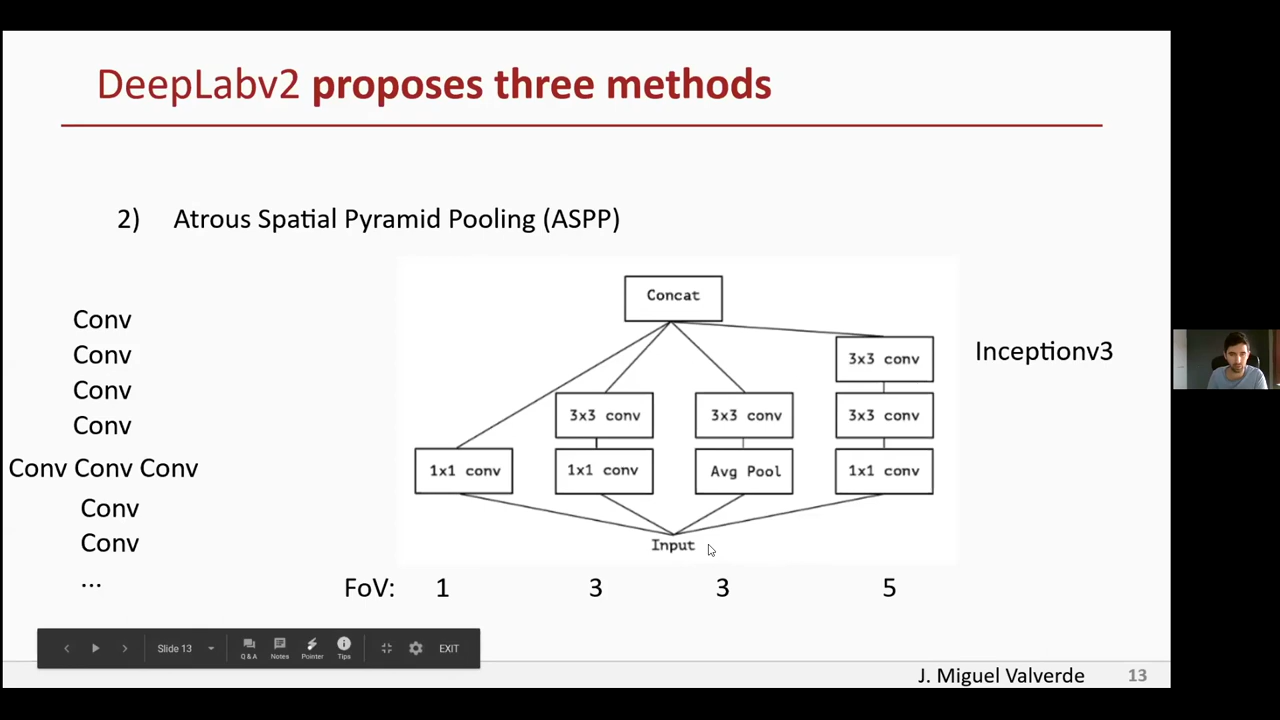 DeepLabv2 proposes three methods
2) Atrous Spatial Pyramid Pooling (ASPP)
Conv
Conv
Conv
Conv
Conv Conv Conv
Conv
Conv
...
Concat
3x3 conv
3x3 conv
3x3 conv
3x3 conv
1x1 conv
1x1 conv
Avg Pool
1x1 conv
Input
Inceptionv3
FoV: 1 3 3 5
Slide 13
Q & A
Notes
Pointer
Tips
EXIT
J. Miguel Valverde 13